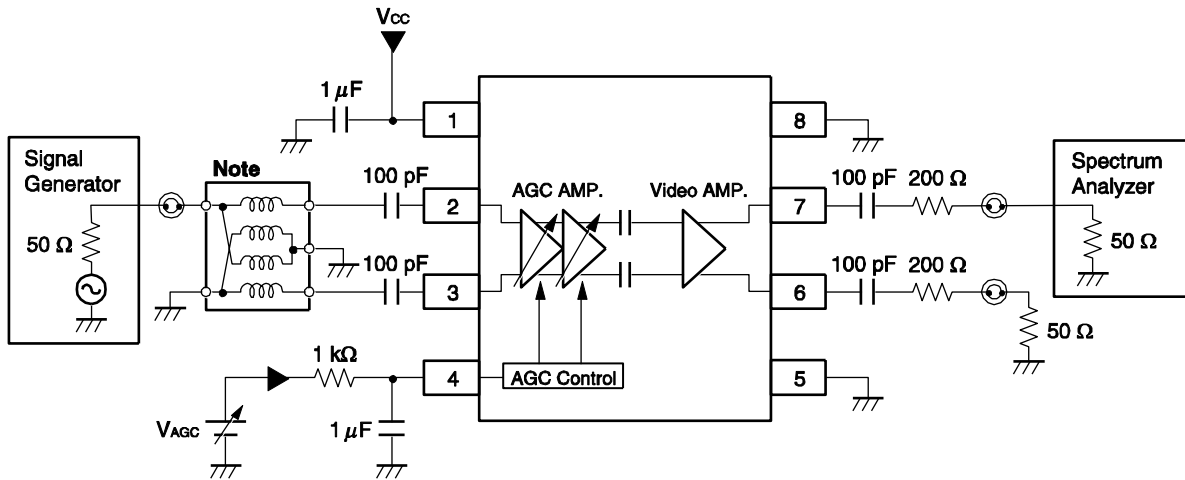 VCC
1 μF
1
8
Signal
Generator
Note
100 pF
AGC AMP.
Video AMP.
100 pF 200 Ω
Spectrum
Analyzer
2
7
50 Ω
50 Ω
100 pF
100 pF 200 Ω
3
6
50 Ω
1 kΩ
4
AGC Control
5
VAGC
1 μF